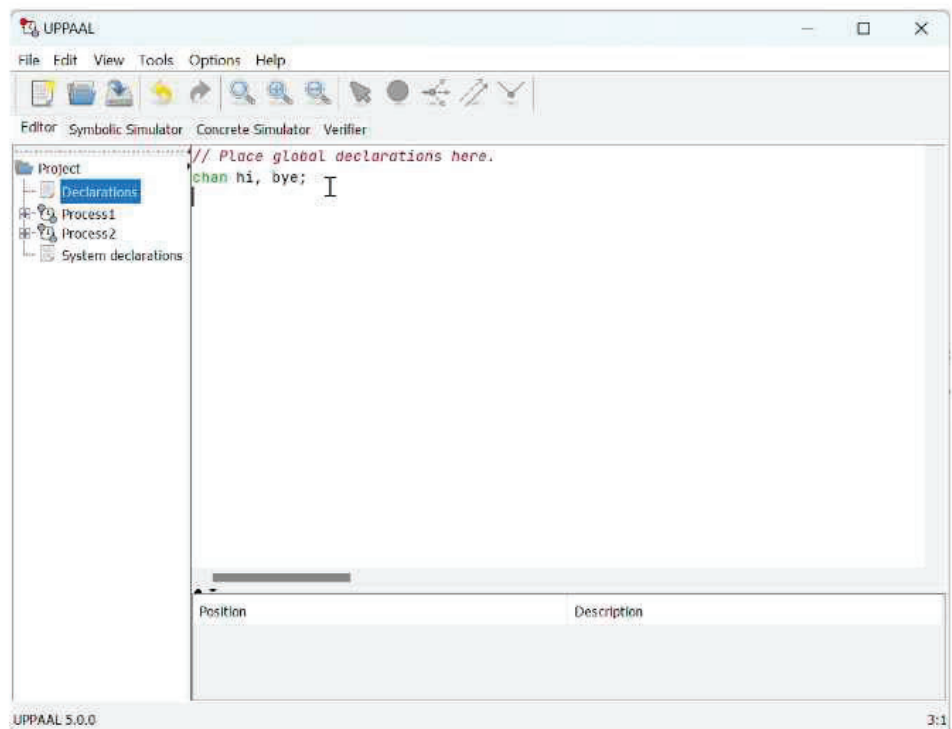 UPPAAL
File Edit View Tools Options Help
Editor Symbolic Simulator Concrete Simulator Verifier
Project
Declarations
Process1
Process2
System declarations
// Place global declarations here.
chan hi, bye;
Position Description
UPPAAL 5.0.0 3:1